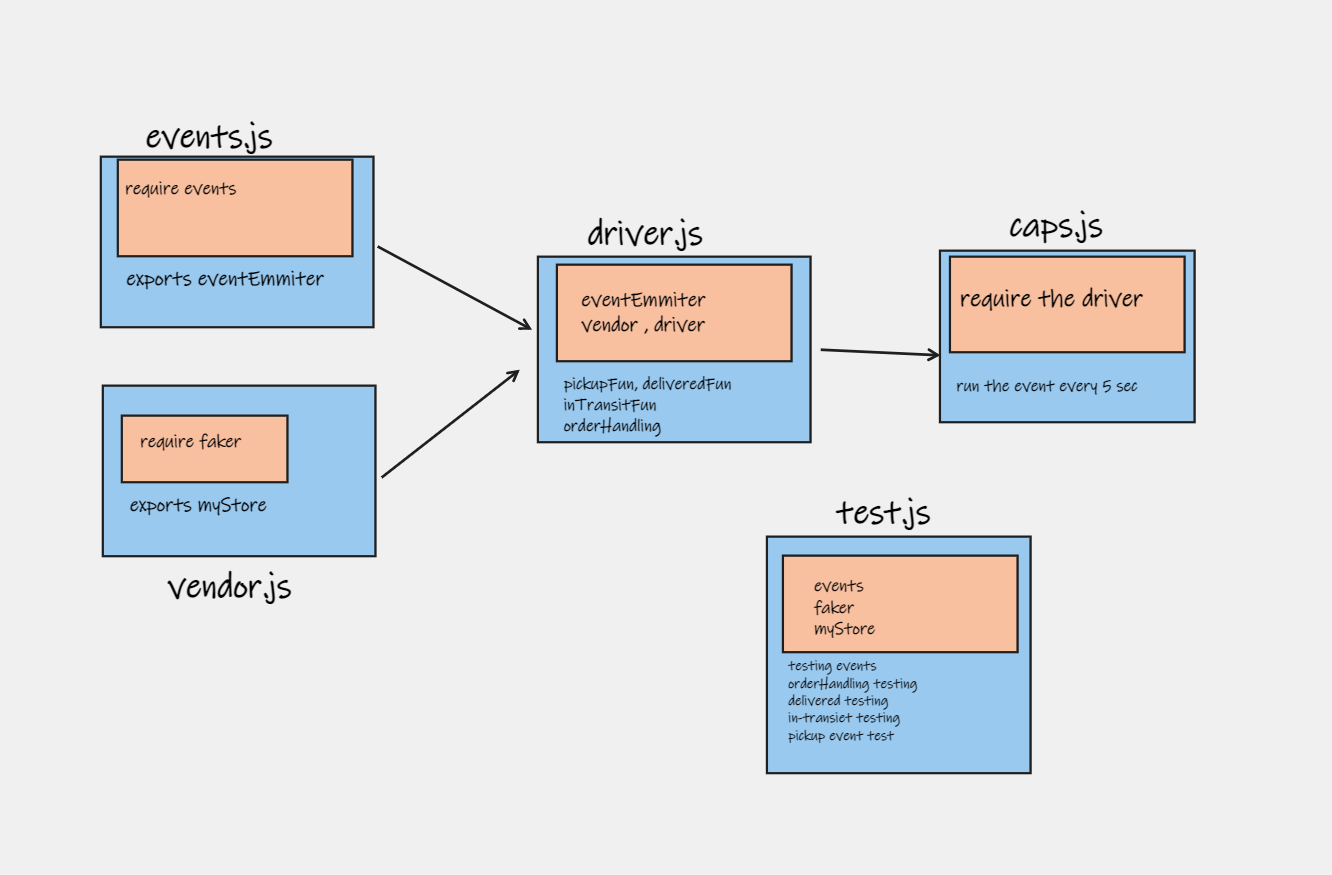 events.js
require events
exports eventEmmiter
require faker
exports myStore
vendor.js
driver.js
eventEmmiter
vendor , driver
pickupFun, deliveredFun
inTransitFun
orderHandling
caps.js
require the driver
run the event every 5 sec
test.js
events
faker
myStore
testing events
orderHandling testing
delivered testing
in-transiet testing
pickup event test